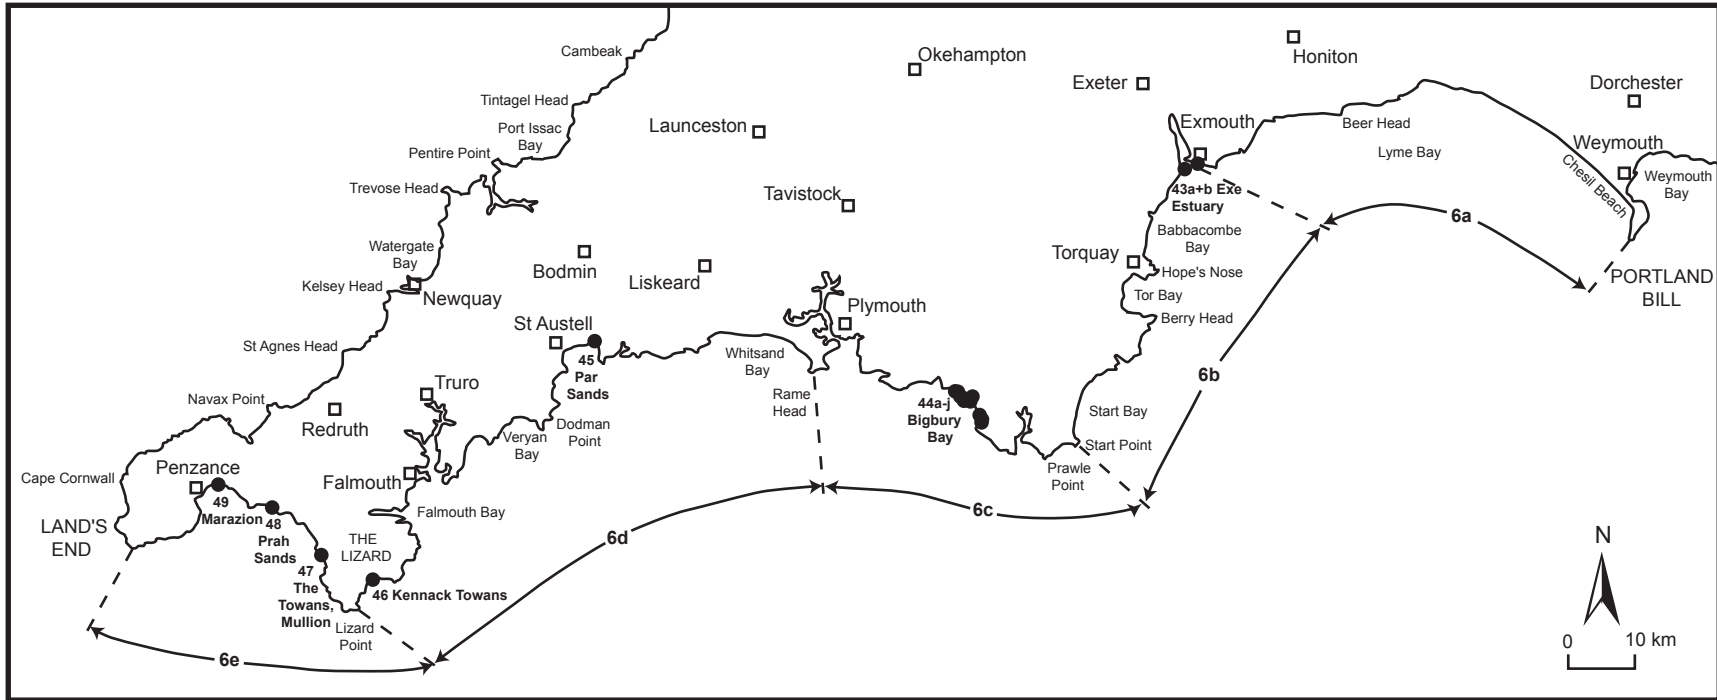 Cambeak
Okehampton
Honiton
Exeter
Dorchester
Tintagel Head
Port Issac
Bay
Launceston
Exmouth
Beer Head
Weymouth
Pentire Point
Lyme Bay
Chesil Beach
Weymouth
Bay
Trevose Head
Tavistock
43a+b Exe
Estuary
6a
Watergate
Bay
Babbacombe
Bay
Bodmin
Torquay
Hope's Nose
Kelsey Head
Newquay
Liskeard
PORTLAND
BILL
Tor Bay
Plymouth
Berry Head
St Austell
St Agnes Head
45
Par
Sands
Whitsand
Bay
6b
Truro
Rame
Head
Navax Point
44a-j
Bigbury
Bay
Start Bay
Redruth
Dodman
Point
Veryan
Bay
Start Point
Penzance
Prawle
Point
Cape Cornwall
Falmouth
49
Marazion
Falmouth Bay
6c
48
Prah
Sands
LAND'S
END
THE
LIZARD
6d
N
47
The
Towans,
Mullion
46 Kennack Towans
Lizard
Point
0 10 km
6e